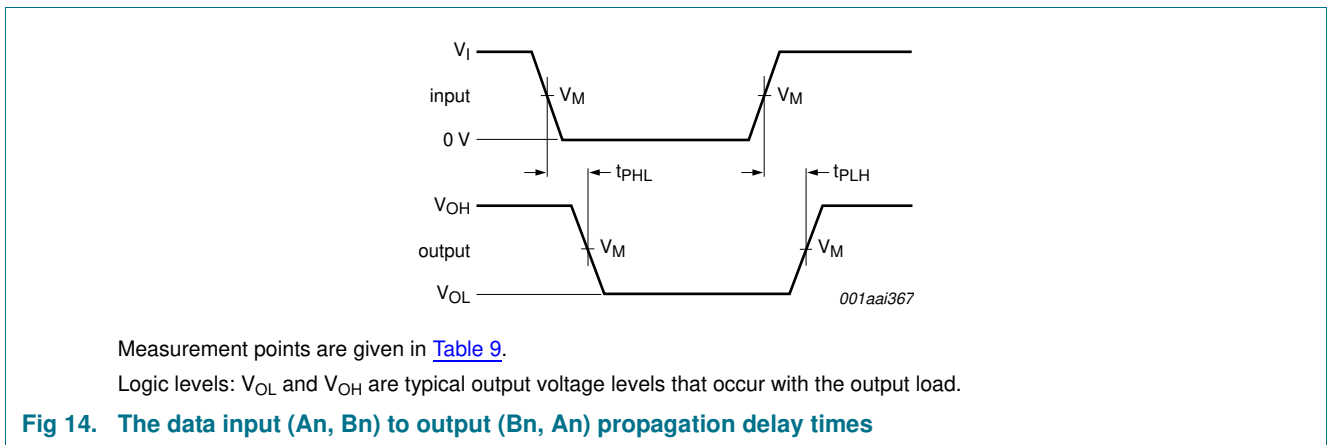 VI
input VM VM
0 V
tPHL tPLH
VOH
output VM VM
VOL
001aai367
Measurement points are given in Table 9.
Logic levels: VOL and VOH are typical output voltage levels that occur with the output load.
Fig 14. The data input (An, Bn) to output (Bn, An) propagation delay times